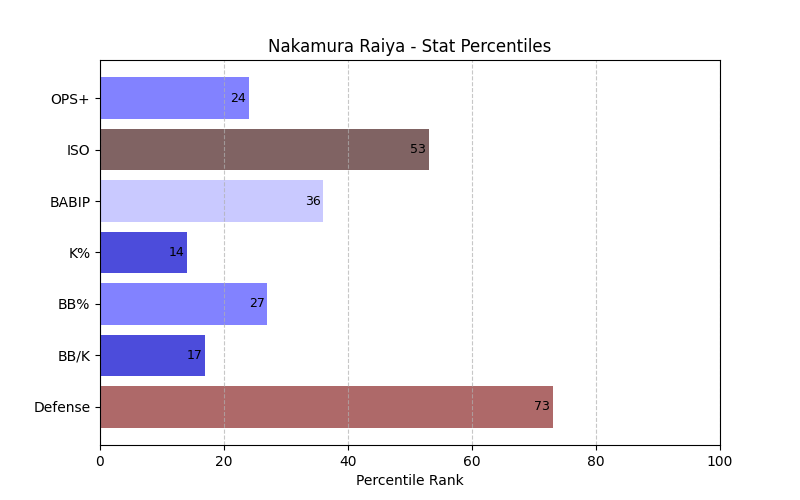 Nakamura Raiya - Stat Percentiles
OPS+ 24
ISO 53
BABIP 36
K% 14
BB% 27
BB/K 17
Defense 73
0 20 40 60 80 100
Percentile Rank